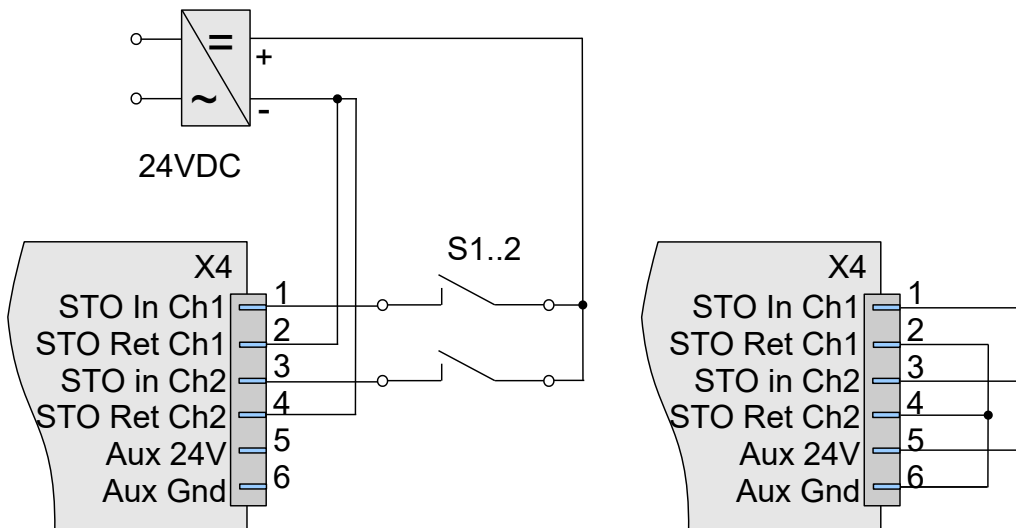 =
+
~
-
24VDC
S1..2
X4
STO In Ch1 1
STO Ret Ch1 2
STO in Ch2 3
STO Ret Ch2 4
Aux 24V 5
Aux Gnd 6
X4
STO In Ch1 1
STO Ret Ch1 2
STO in Ch2 3
STO Ret Ch2 4
Aux 24V 5
Aux Gnd 6